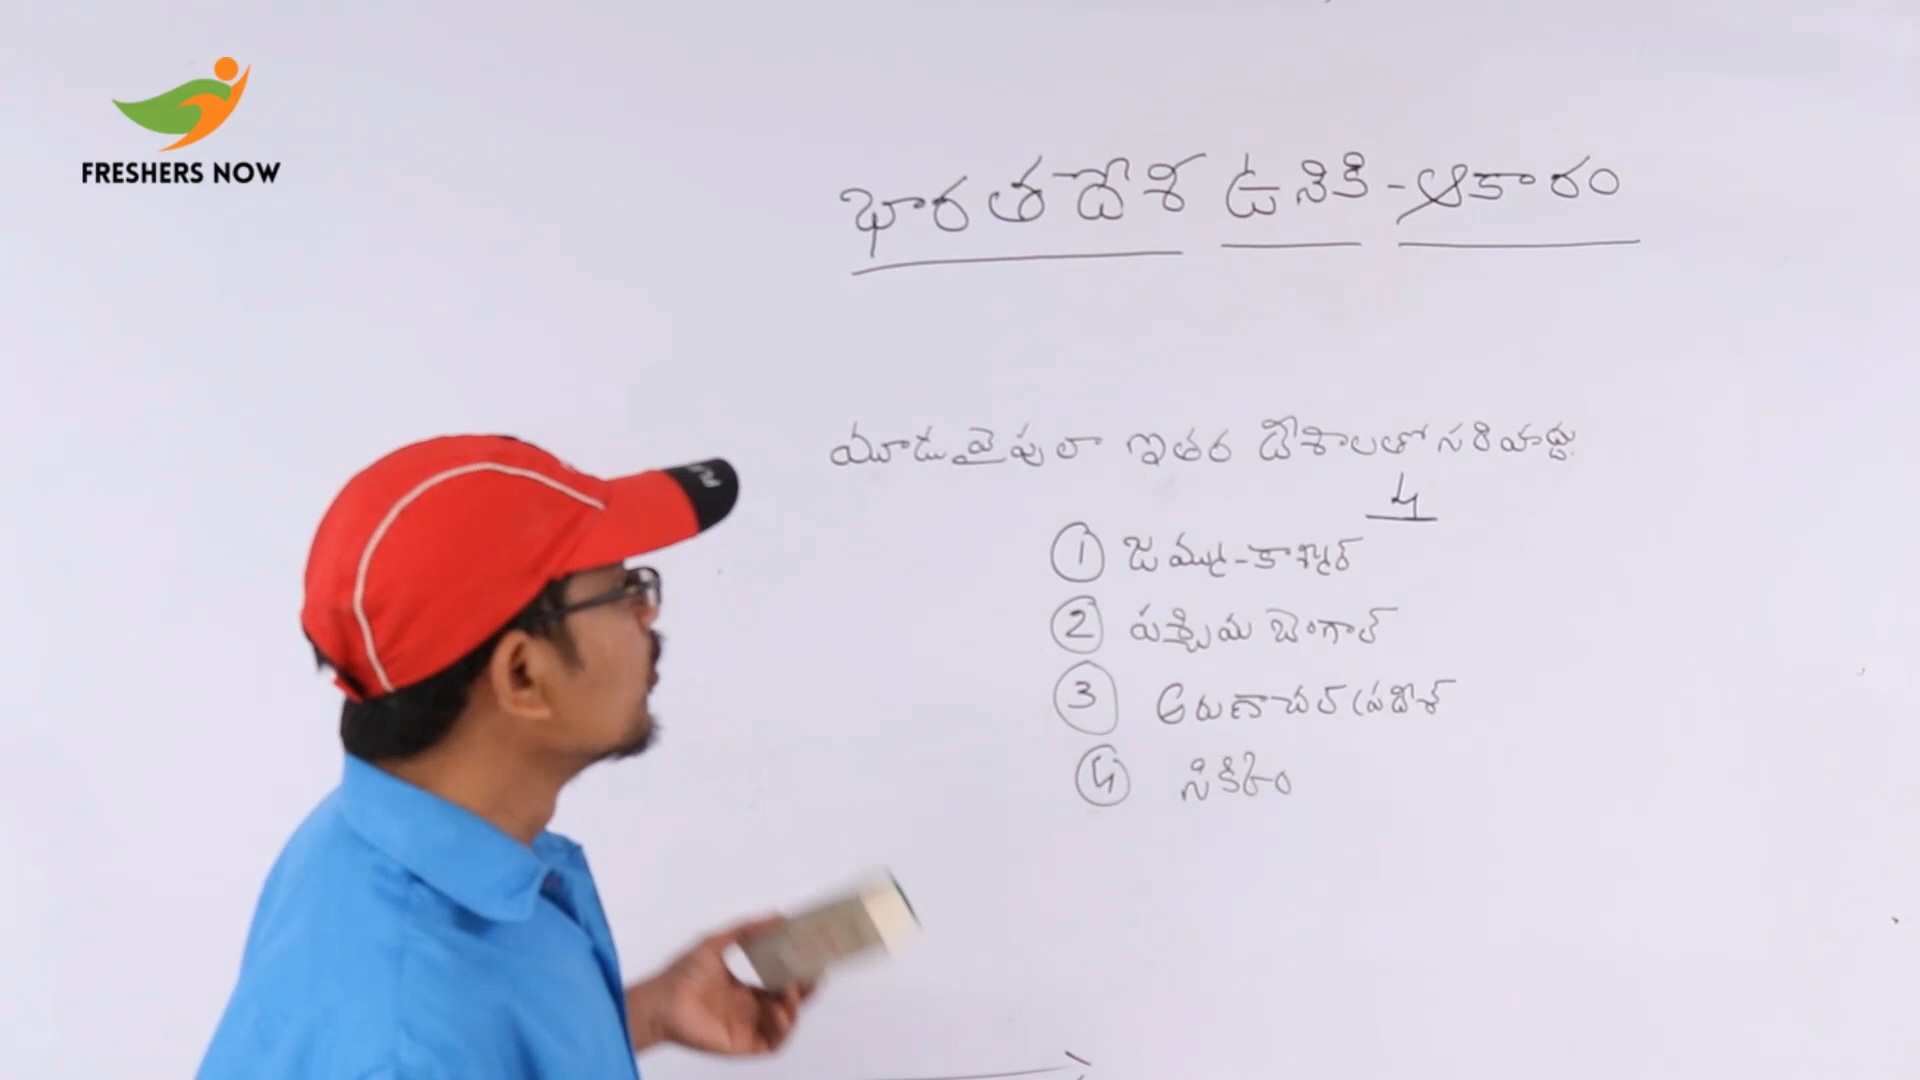 FRESHERS NOW
భారతదేశ ఉనికి - ఆకారం
మూడువైపులా ఇతర దేశాలతో సరిహద్దు
4
1 జమ్ము-కాశ్మీర్
2 పశ్చిమ బెంగాల్
3 అరుణాచల్ ప్రదేశ్
4 సిక్కిం